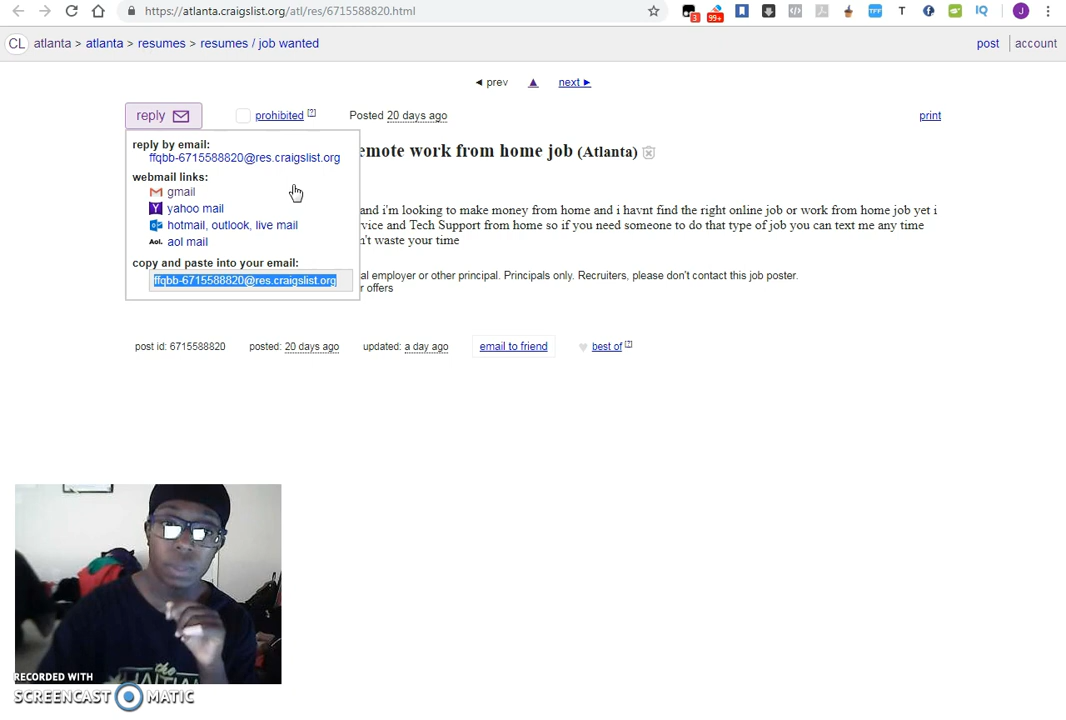 https://atlanta.craigslist.org/atl/res/6715588820.html
3
99+
TFF
T
IQ
J
CL atlanta > atlanta > resumes > resumes / job wanted
post account
◄ prev ▲ next ►
reply prohibited [?] Posted 20 days ago print
reply by email:
ffqbb-6715588820@res.craigslist.org
webmail links:
gmail
yahoo mail
hotmail, outlook, live mail
Aol. aol mail
copy and paste into your email:
ffqbb-6715588820@res.craigslist.org
emote work from home job (Atlanta)
and i'm looking to make money from home and i havnt find the right online job or work from home job yet i
vice and Tech Support from home so if you need someone to do that type of job you can text me any time
n't waste your time
al employer or other principal. Principals only. Recruiters, please don't contact this job poster.
r offers
post id: 6715588820 posted: 20 days ago updated: a day ago email to friend ♥ best of [?]
the
HAITIAN
RECORDED WITH
SCREENCAST MATIC